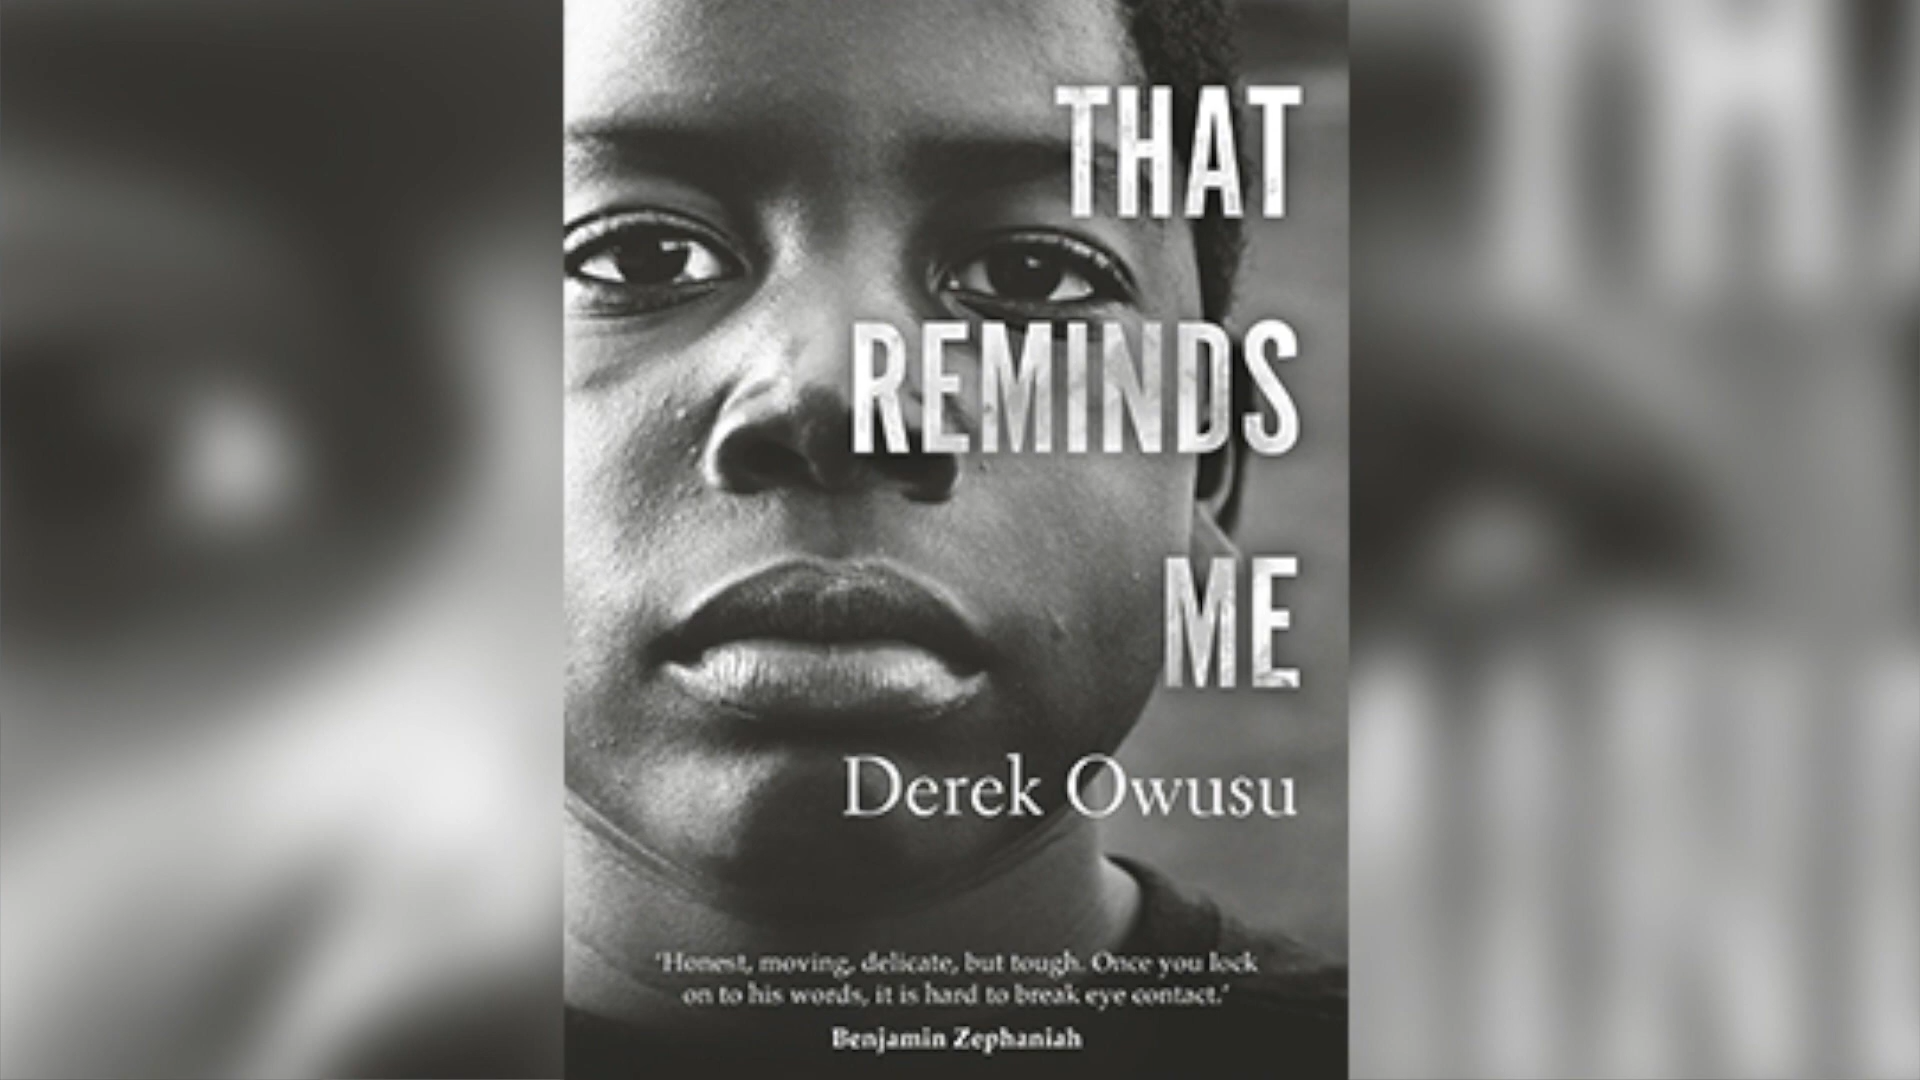 THAT
REMINDS
ME
Derek Owusu
'Honest, moving, delicate, but tough. Once you lock
on to his words, it is hard to break eye contact.'
Benjamin Zephaniah